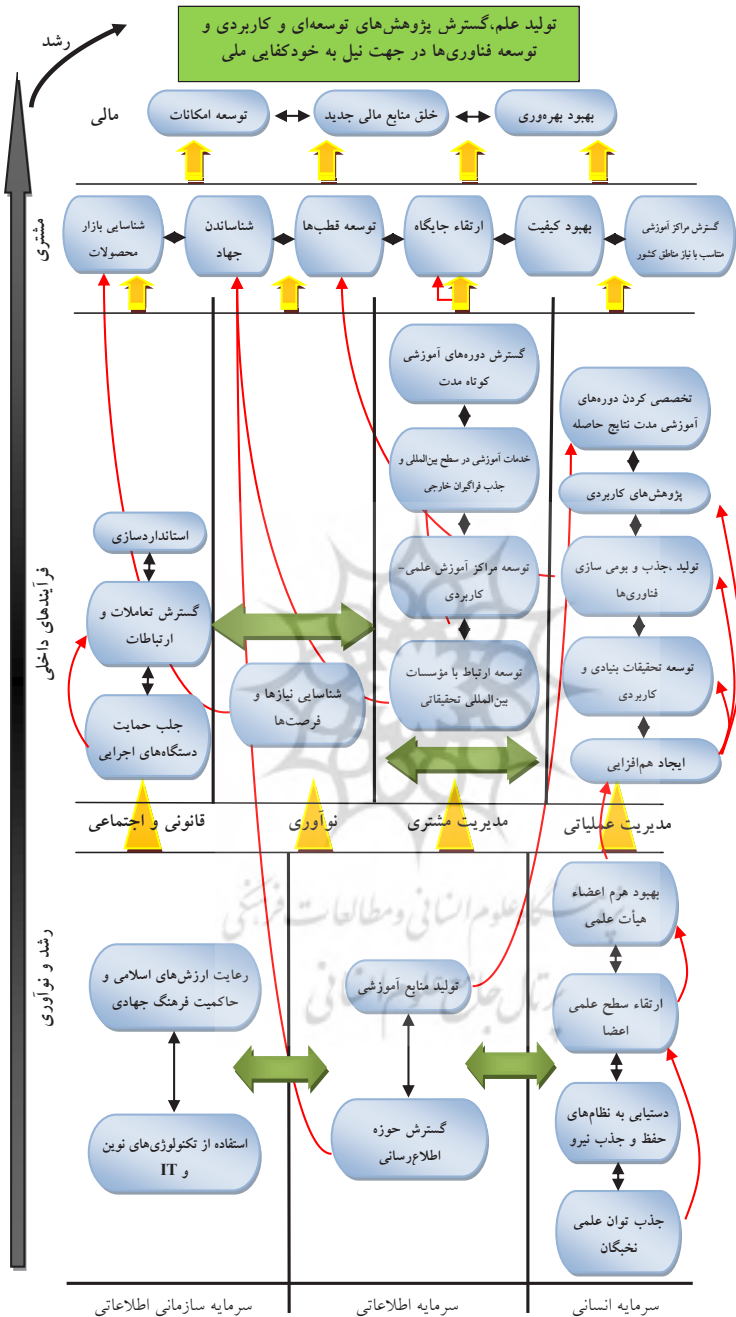 رشد
تولید علم،گسترش پژوهش‌های توسعه‌ای و کاربردی و
توسعه فناوری‌ها در جهت نیل به خودکفایی ملی
مالی
بهبود بهره‌وری
خلق منابع مالی جدید
توسعه امکانات
مشتری
گسترش مراکز آموزشی
متناسب با نیاز مناطق کشور
بهبود کیفیت
ارتقاء جایگاه
توسعه قطب‌ها
شناساندن
جهاد
شناسایی بازار
محصولات
فرآیندهای داخلی
تخصصی کردن دوره‌های
آموزشی مدت نتایج حاصله
پژوهش‌های کاربردی
تولید ،جذب و بومی سازی
فناوری‌ها
توسعه تحقیقات بنیادی و
کاربردی
ایجاد هم‌افزایی
گسترش دوره‌های آموزشی
کوتاه مدت
خدمات آموزشی در سطح بین‌المللی و
جذب فراگیران خارجی
توسعه مراکز آموزش علمی-
کاربردی
توسعه ارتباط با مؤسسات
بین‌المللی تحقیقاتی
شناسایی نیازها و
فرصت‌ها
استانداردسازی
گسترش تعاملات و
ارتباطات
جلب حمایت
دستگاه‌های اجرایی
مدیریت عملیاتی
مدیریت مشتری
نوآوری
قانونی و اجتماعی
رشد و نوآوری
بهبود هرم اعضاء
هیأت علمی
ارتقاء سطح علمی
اعضا
دستیابی به نظام‌های
حفظ و جذب نیرو
جذب توان علمی
نخبگان
تولید منابع آموزشی
گسترش حوزه
اطلاع‌رسانی
رعایت ارزش‌های اسلامی و
حاکمیت فرهنگ جهادی
استفاده از تکنولوژی‌های نوین
و IT
پژوهشگاه علوم انسانی و مطالعات فرهنگی
پرتال جامع علوم انسانی
سرمایه انسانی
سرمایه اطلاعاتی
سرمایه سازمانی اطلاعاتی